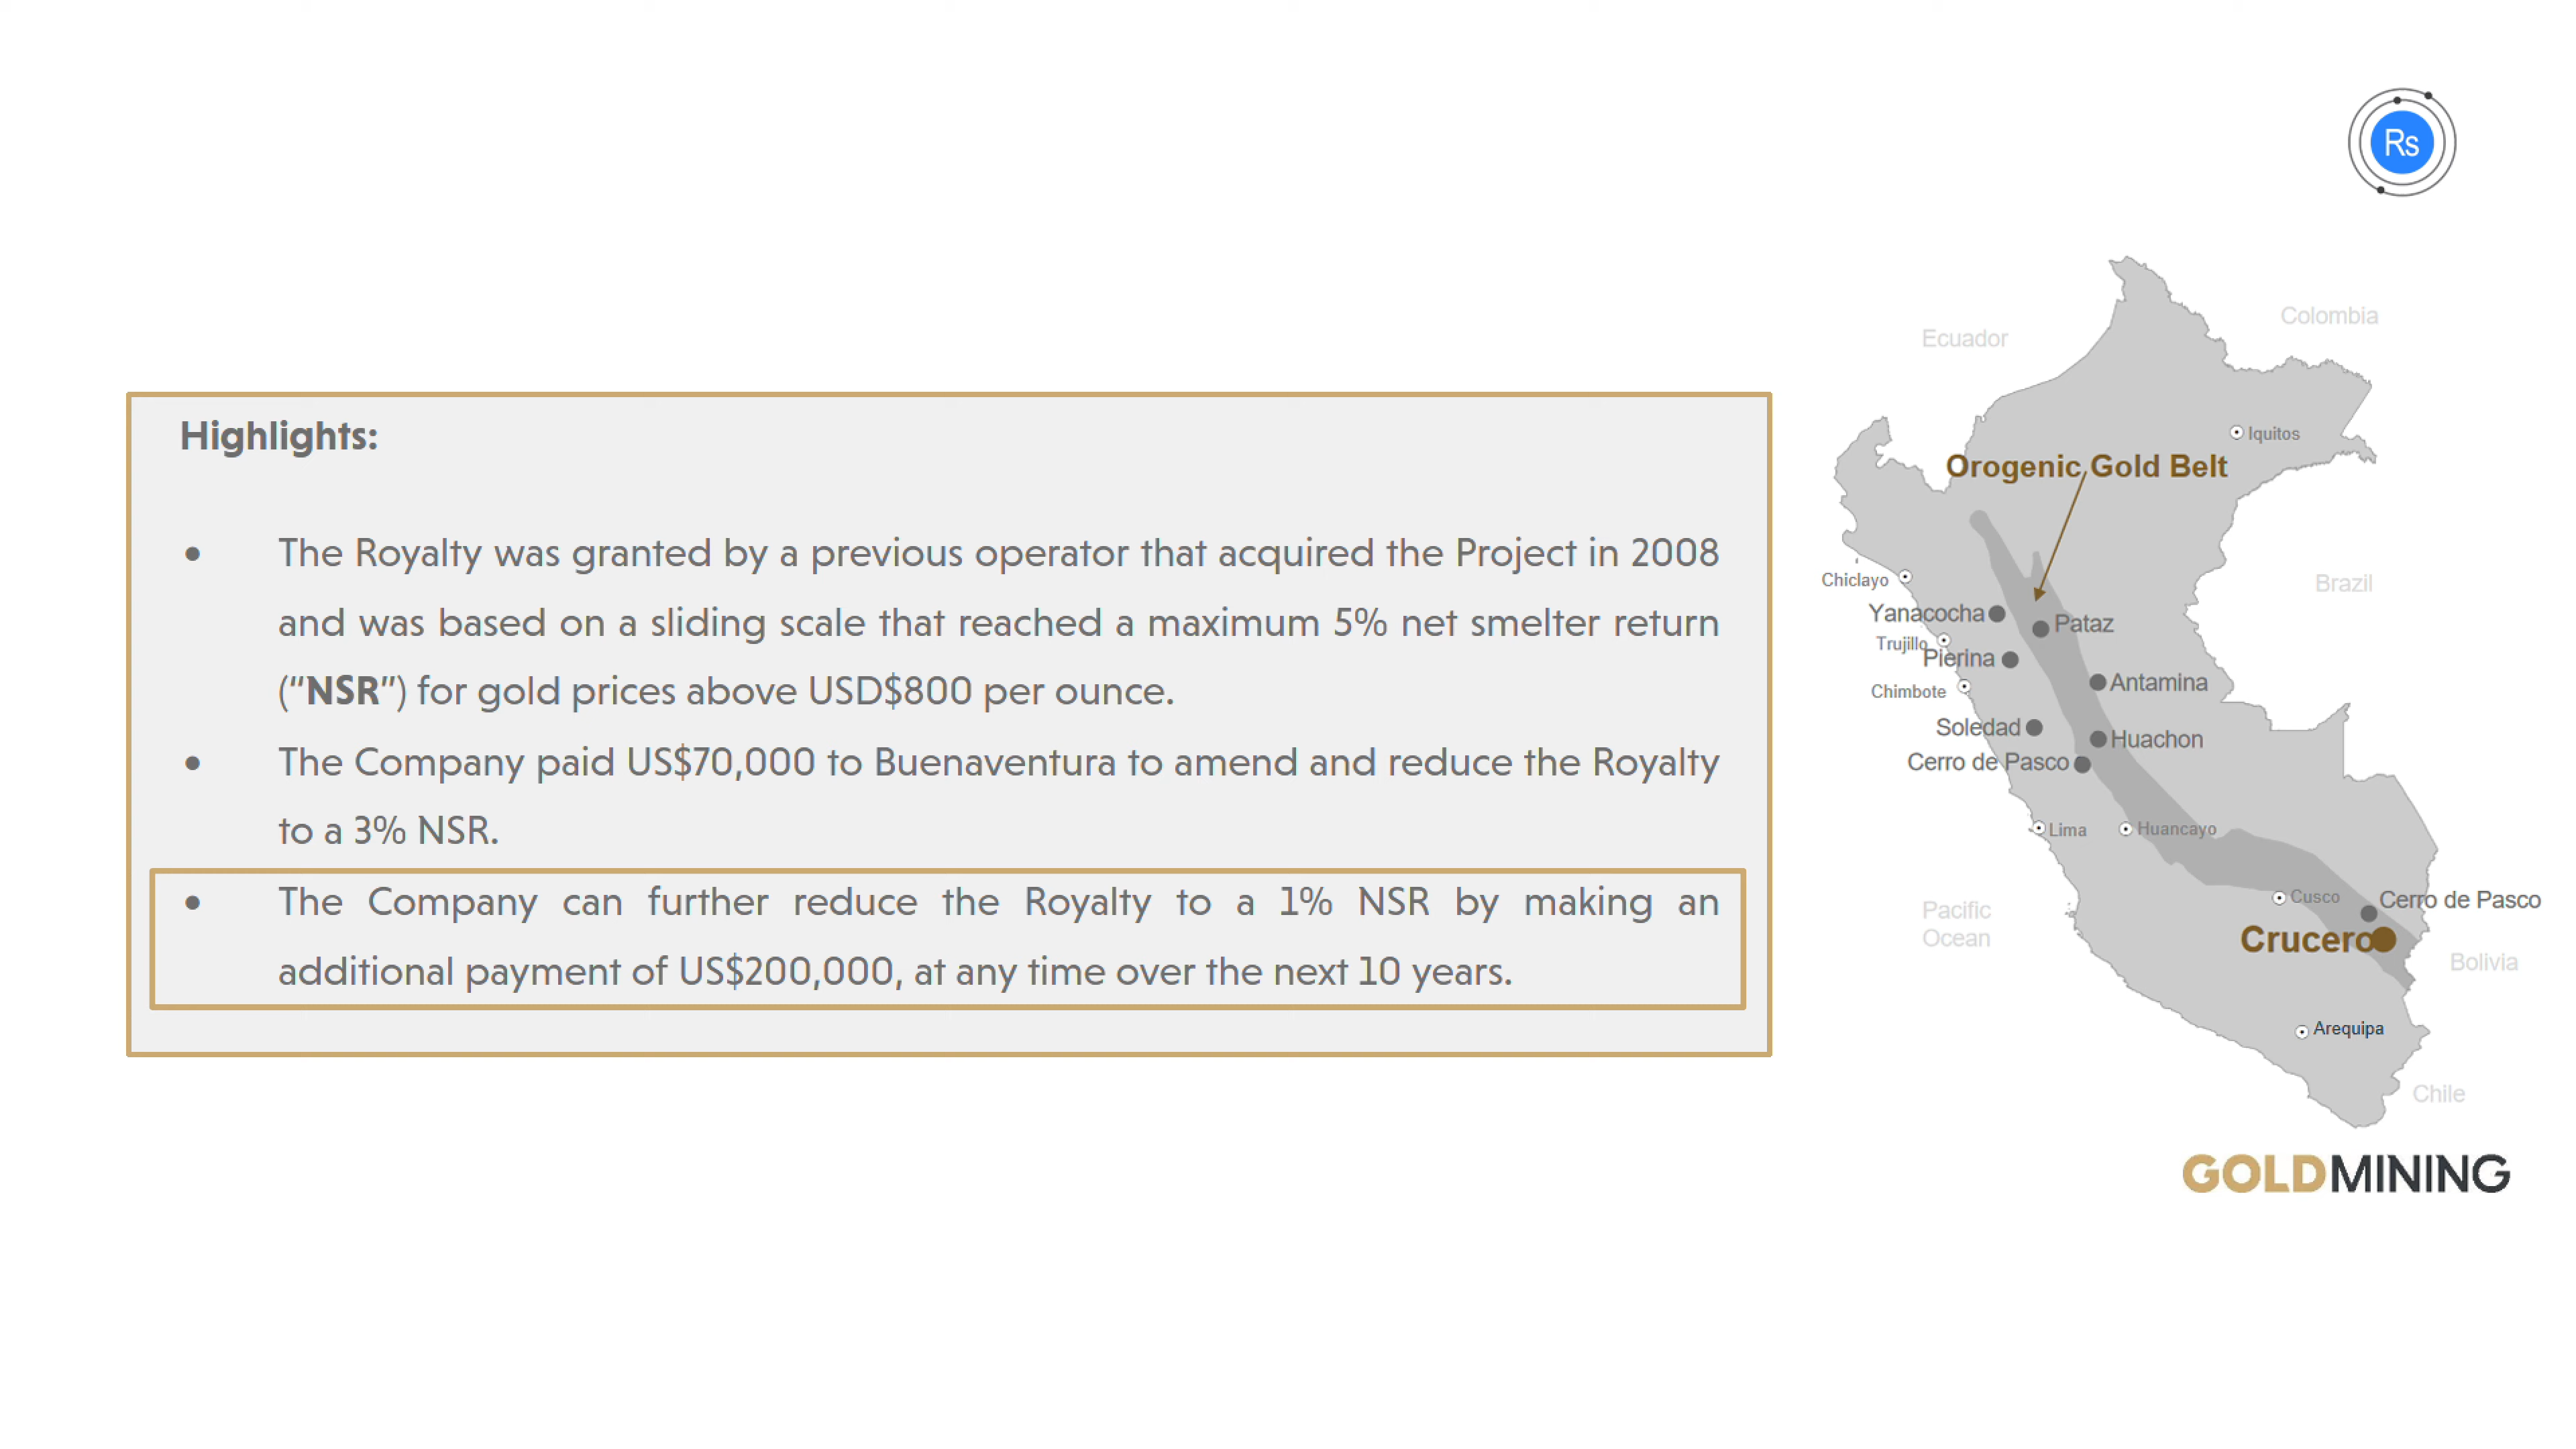 Rs
Highlights:
• The Royalty was granted by a previous operator that acquired the Project in 2008
and was based on a sliding scale that reached a maximum 5% net smelter return
(“NSR”) for gold prices above USD$800 per ounce.
• The Company paid US$70,000 to Buenaventura to amend and reduce the Royalty
to a 3% NSR.
• The Company can further reduce the Royalty to a 1% NSR by making an
additional payment of US$200,000, at any time over the next 10 years.
Colombia
Ecuador
Iquitos
Orogenic Gold Belt
Chiclayo
Brazil
Yanacocha
Pataz
Trujillo
Pierina
Antamina
Chimbote
Soledad
Huachon
Cerro de Pasco
Lima
Huancayo
Cusco
Cerro de Pasco
Pacific
Ocean
Crucero
Bolivia
Arequipa
Chile
GOLDMINING